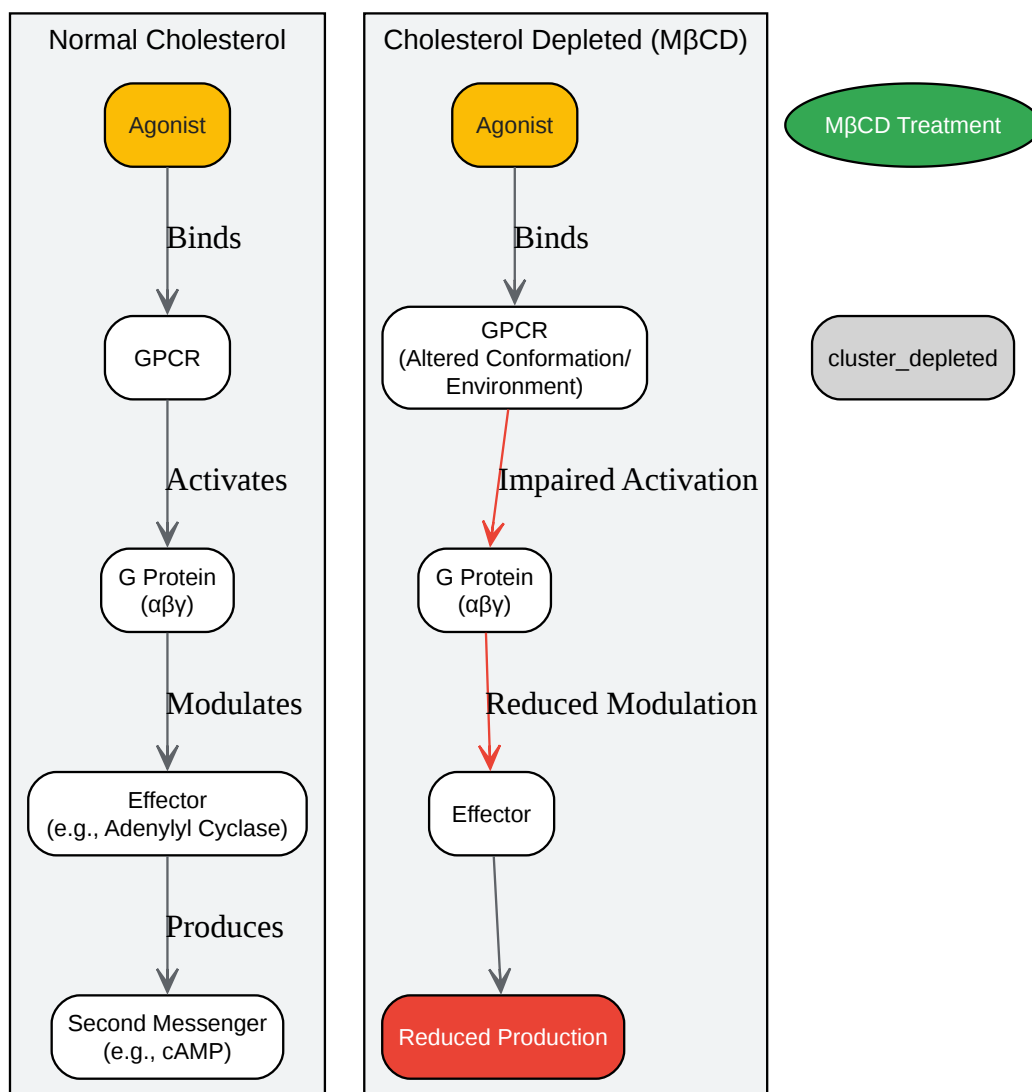 Normal Cholesterol
Agonist
Binds
GPCR
Activates
G Protein
(αβγ)
Modulates
Effector
(e.g., Adenylyl Cyclase)
Produces
Second Messenger
(e.g., cAMP)
Cholesterol Depleted (MβCD)
Agonist
Binds
GPCR
(Altered Conformation/
Environment)
Impaired Activation
G Protein
(αβγ)
Reduced Modulation
Effector
Reduced Production
MβCD Treatment
cluster_depleted